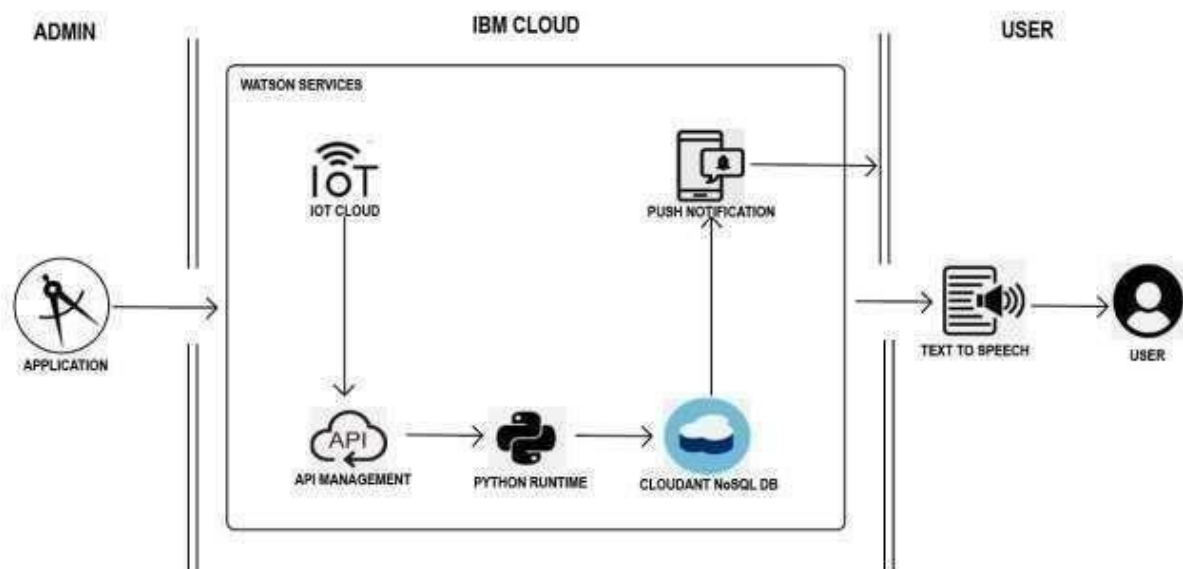 ADMIN
IBM CLOUD
USER
WATSON SERVICES
IoT
IOT CLOUD
PUSH NOTIFICATION
APPLICATION
TEXT TO SPEECH
USER
API
API MANAGEMENT
PYTHON RUNTIME
CLOUDANT NoSQL DB